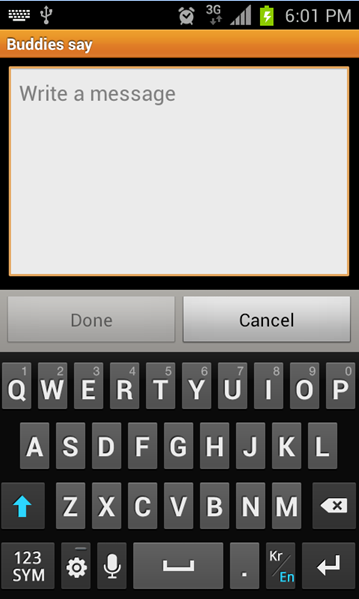 3G 6:01 PM
Buddies say
Write a message
Done Cancel
1 2 3 4 5 6 7 8 9 0
Q W E R T Y U I O P
A S D F G H J K L
Z X C V B N M
123 . Kr
SYM En